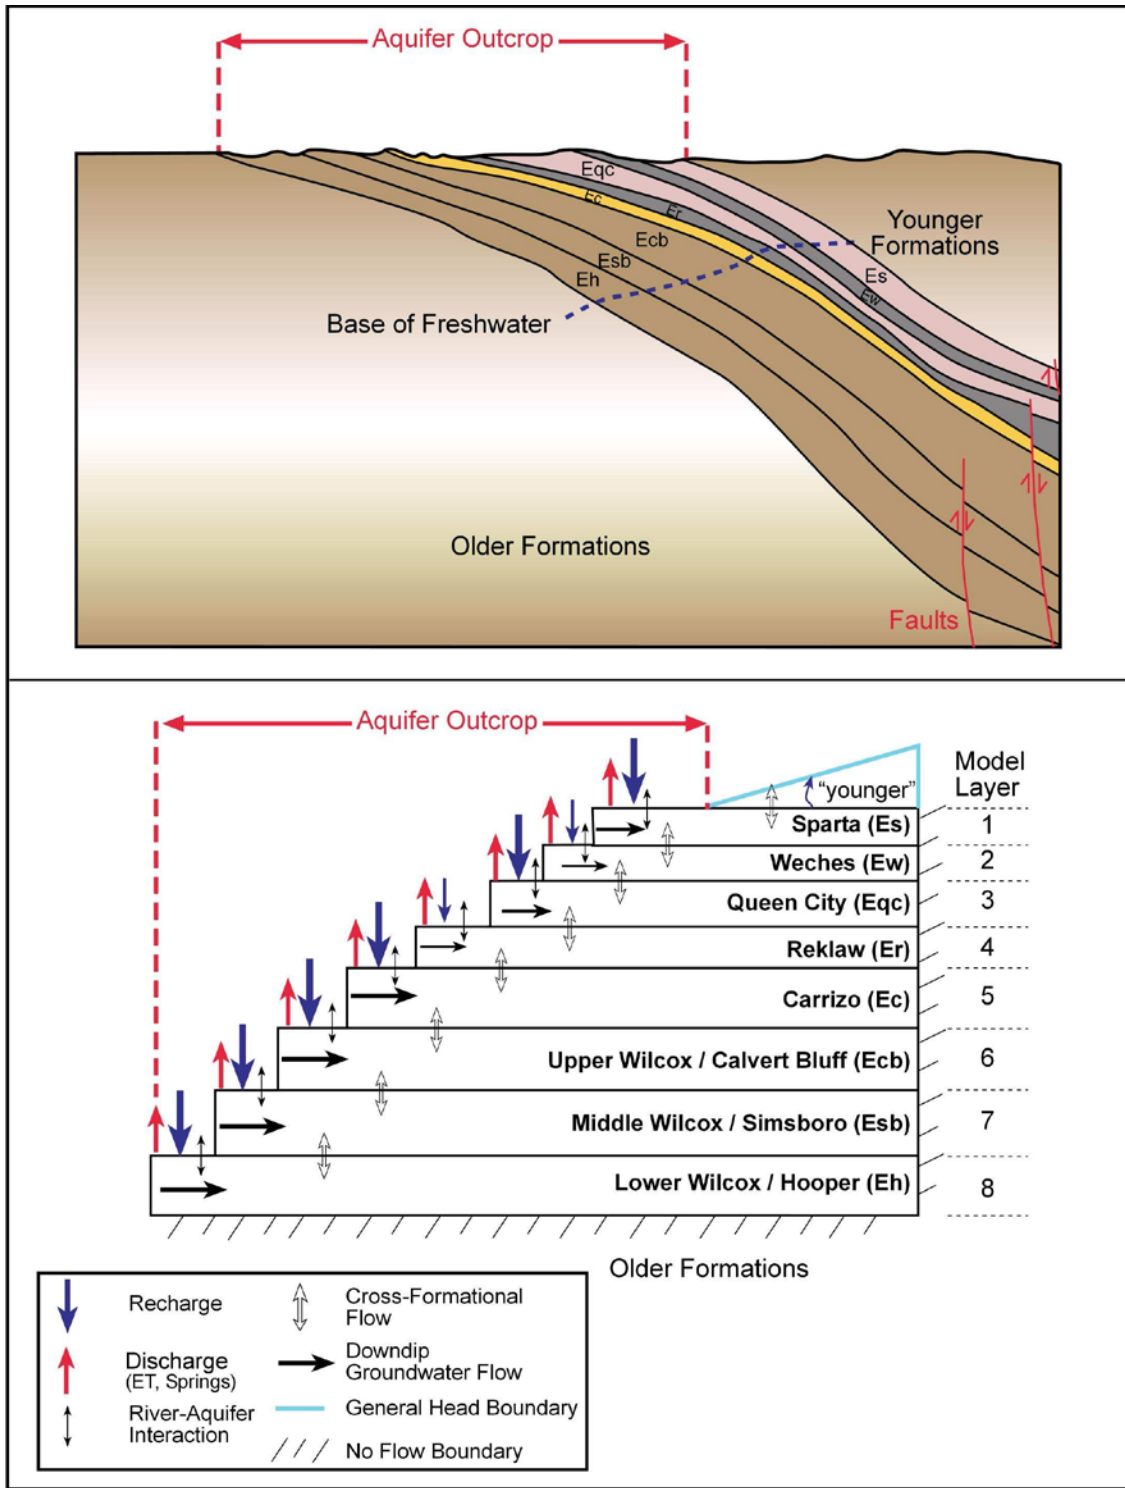 Aquifer Outcrop
Eqc
Ec
Er
Ecb
Esb
Eh
Younger
Formations
Es
Ew
Base of Freshwater
Older Formations
Faults
Aquifer Outcrop
Model
Layer
"younger"
Sparta (Es)
1
Weches (Ew)
2
Queen City (Eqc)
3
Reklaw (Er)
4
Carrizo (Ec)
5
Upper Wilcox / Calvert Bluff (Ecb)
6
Middle Wilcox / Simsboro (Esb)
7
Lower Wilcox / Hooper (Eh)
8
Older Formations
Recharge
Cross-Formational
Flow
Discharge
(ET, Springs)
Downdip
Groundwater Flow
River-Aquifer
Interaction
General Head Boundary
No Flow Boundary